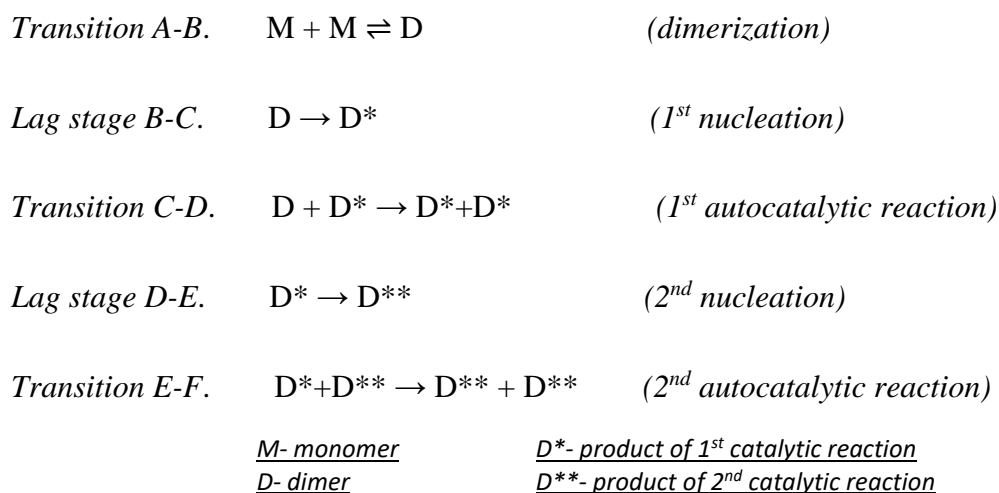 Transition A-B. M + M ⇌ D (dimerization)
Lag stage B-C. D → D* (1st nucleation)
Transition C-D. D + D* → D*+D* (1st autocatalytic reaction)
Lag stage D-E. D* → D** (2nd nucleation)
Transition E-F. D*+D** → D** + D** (2nd autocatalytic reaction)
M- monomer D*- product of 1st catalytic reaction
D- dimer D**- product of 2nd catalytic reaction